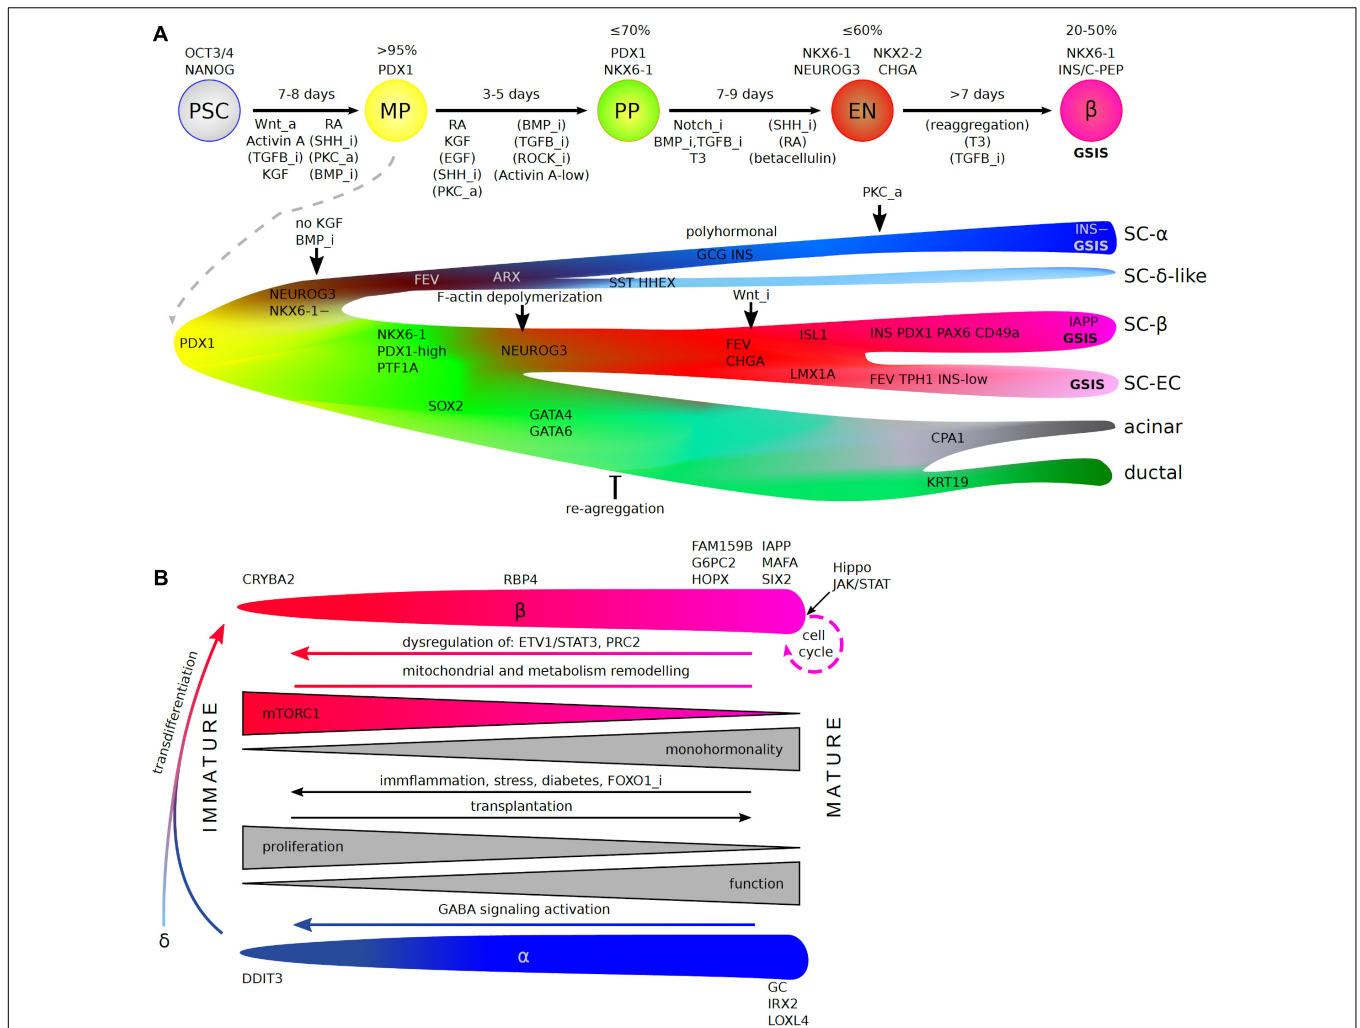 A
OCT3/4
NANOG
>95%
PDX1
≤70%
PDX1
NKX6-1
≤60%
NKX6-1 NKX2-2
NEUROG3 CHGA
20-50%
NKX6-1
INS/C-PEP
PSC
7-8 days
MP
3-5 days
PP
7-9 days
EN
>7 days
β
GSIS
Wnt_a RA
Activin A (SHH_i)
(TGFB_i) (PKC_a)
KGF (BMP_i)
RA (BMP_i)
KGF (TGFB_i)
(EGF) (ROCK_i)
(SHH_i) (Activin A-low)
(PKC_a)
Notch_i (SHH_i)
BMP_i,TGFB_i (RA)
T3 (betacellulin)
(reaggregation)
(T3)
(TGFB_i)
no KGF
BMP_i
PKC_a
polyhormonal
GCG INS
INS−
GSIS
SC-α
FEV
ARX
SST HHEX
SC-δ-like
NEUROG3
NKX6-1−
F-actin depolymerization
Wnt_i
PDX1
NKX6-1
PDX1-high
PTF1A
NEUROG3
FEV
CHGA
ISL1
INS PDX1 PAX6 CD49a
IAPP
GSIS
SC-β
LMX1A
FEV TPH1 INS-low
GSIS
SC-EC
SOX2
GATA4
GATA6
CPA1
acinar
KRT19
ductal
re-agreggation
B
CRYBA2
RBP4
FAM159B IAPP
G6PC2 MAFA
HOPX SIX2
Hippo
JAK/STAT
β
cell
cycle
dysregulation of: ETV1/STAT3, PRC2
mitochondrial and metabolism remodelling
transdifferentiation
IMMATURE
MATURE
mTORC1
monohormonality
immflammation, stress, diabetes, FOXO1_i
transplantation
proliferation
function
GABA signaling activation
δ
α
DDIT3
GC
IRX2
LOXL4